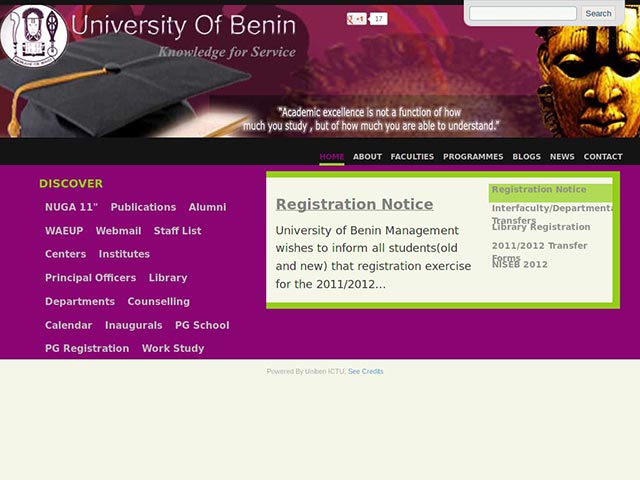 University Of Benin
Knowledge for Service
+1 17
Search
"Academic excellence is not a function of how
much you study , but of how much you are able to understand."
HOME ABOUT FACULTIES PROGRAMMES BLOGS NEWS CONTACT
DISCOVER
NUGA 11" Publications Alumni
WAEUP Webmail Staff List
Centers Institutes
Principal Officers Library
Departments Counselling
Calendar Inaugurals PG School
PG Registration Work Study
Registration Notice
University of Benin Management
wishes to inform all students(old
and new) that registration exercise
for the 2011/2012...
Registration Notice
Interfaculty/Departmental
Transfers
Library Registration
2011/2012 Transfer
Forms
NISEB 2012
Powered By Uniben ICTU, See Credits